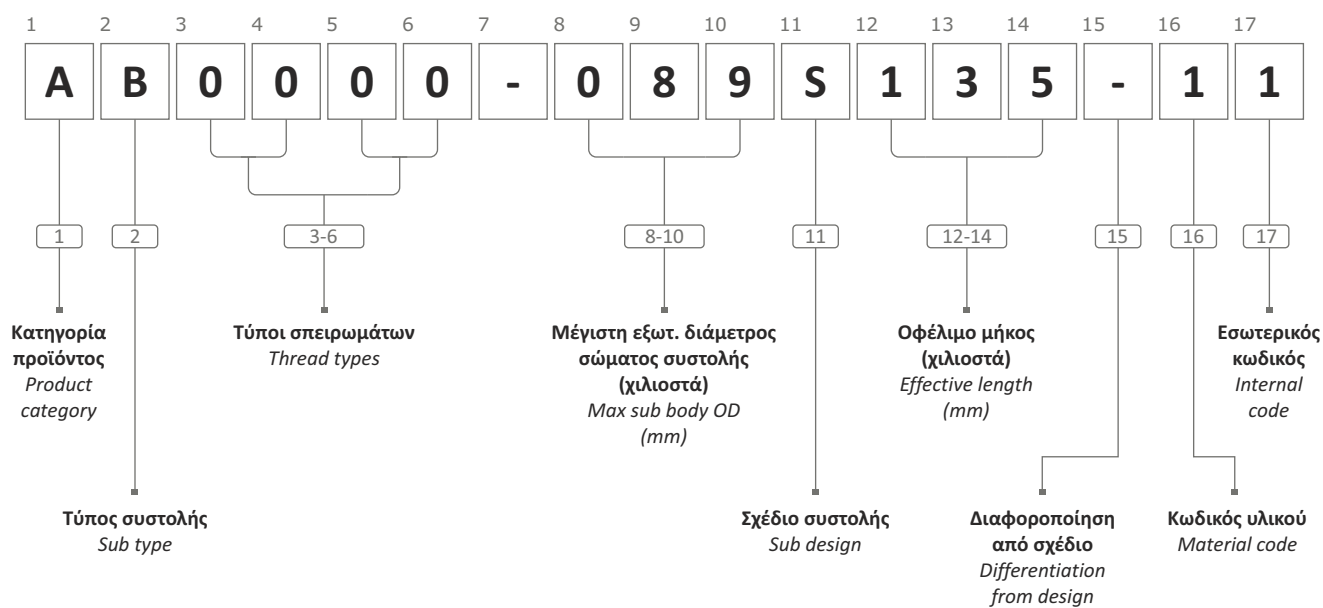 1 2 3 4 5 6 7 8 9 10 11 12 13 14 15 16 17
A B 0 0 0 0 - 0 8 9 S 1 3 5 - 1 1
1 2 3-6 8-10 11 12-14 15 16 17
Κατηγορία
προϊόντος
Product
category
Τύποι σπειρωμάτων
Thread types
Μέγιστη εξωτ. διάμετρος
σώματος συστολής
(χιλιοστά)
Max sub body OD
(mm)
Οφέλιμο μήκος
(χιλιοστά)
Effective length
(mm)
Εσωτερικός
κωδικός
Internal
code
Τύπος συστολής
Sub type
Σχέδιο συστολής
Sub design
Διαφοροποίηση
από σχέδιο
Differentiation
from design
Κωδικός υλικού
Material code